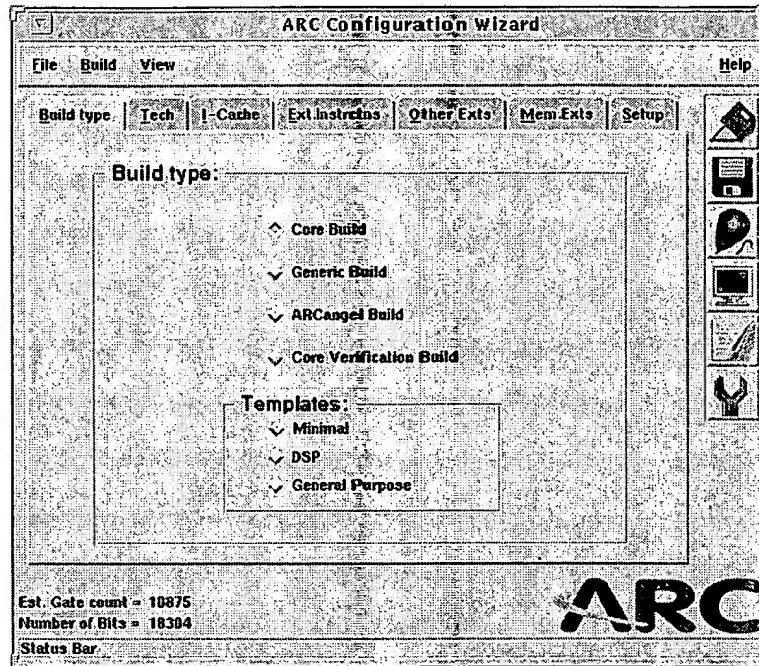 ARC Configuration Wizard
File Build View Help
Build type Tech I-Cache Ext.Instrctns Other Exts Mem.Exts Setup
Build type:
Core Build
Generic Build
ARCangel Build
Core Verification Build
Templates:
Minimal
DSP
General Purpose
Est. Gate count = 10875
Number of Bits = 18304
ARC
Status Bar